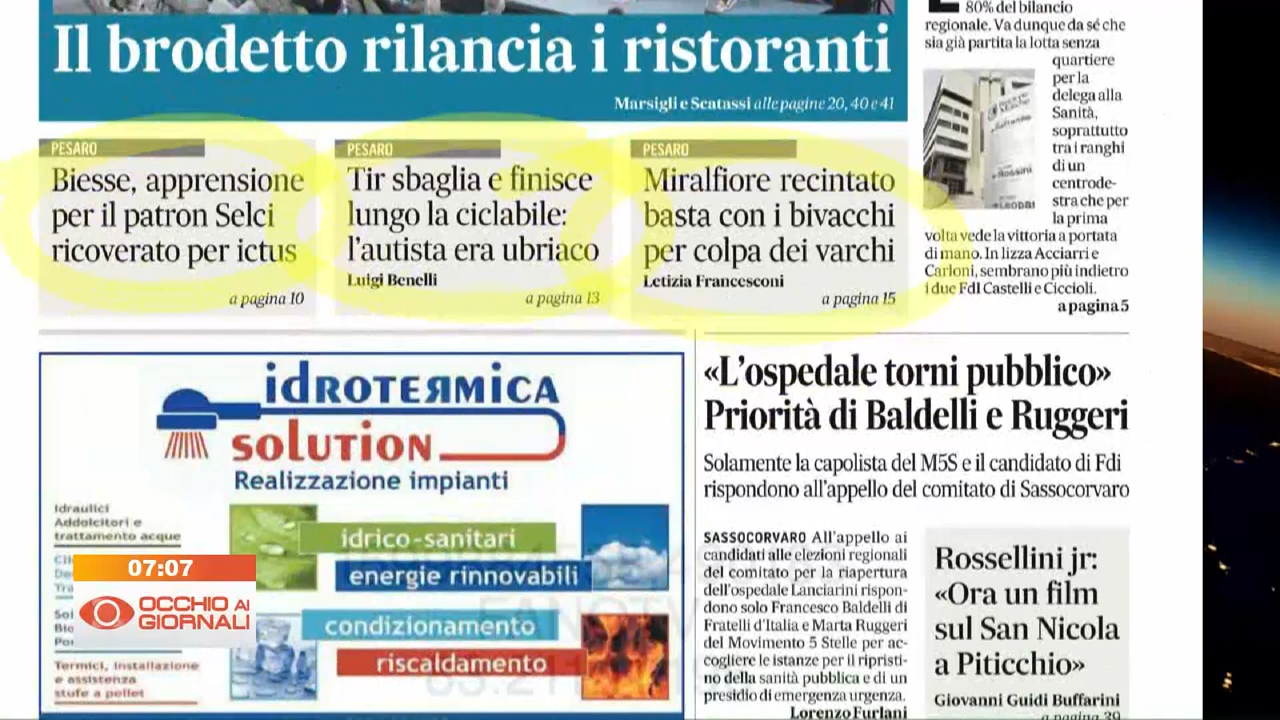 Il brodetto rilancia i ristoranti
Marsigli e Scatassi alle pagine 20, 40 e 41
PESARO
Biesse, apprensione
per il patron Selci
ricoverato per ictus
a pagina 10
PESARO
Tir sbaglia e finisce
lungo la ciclabile:
l'autista era ubriaco
Luigi Benelli
a pagina 13
PESARO
Miralfiore recintato
basta con i bivacchi
per colpa dei varchi
Letizia Francesconi
a pagina 15
80% del bilancio
regionale. Va dunque da sé che
sia già partita la lotta senza
quartiere
per la
delega alla
Sanità,
soprattutto
tra i ranghi
di un
centrode-
stra che per
la prima
volta vede la vittoria a portata
di mano. In lizza Acciarri e
Carloni, sembrano più indietro
i due FdI Castelli e Ciccioli.
a pagina 5
idROTERMiCA
SOLUTiON
Realizzazione impianti
Idraulici
Addolcitori e
trattamento acque
idrico-sanitari
energie rinnovabili
condizionamento
riscaldamento
Termici, installazione
e assistenza
stufe a pellet
07:07
OCCHIO AI
GIORNALI
FANOTV
«L'ospedale torni pubblico»
Priorità di Baldelli e Ruggeri
Solamente la capolista del M5S e il candidato di Fdi
rispondono all'appello del comitato di Sassocorvaro
SASSOCORVARO All'appello ai
candidati alle elezioni regionali
del comitato per la riapertura
dell'ospedale Lanciarini rispon-
dono solo Francesco Baldelli di
Fratelli d'Italia e Marta Ruggeri
del Movimento 5 Stelle per ac-
cogliere le istanze per il ripristi-
no della sanità pubblica e di un
presidio di emergenza urgenza.
Lorenzo Furlani
Rossellini jr:
«Ora un film
sul San Nicola
a Piticchio»
Giovanni Guidi Buffarini
a pagina 39